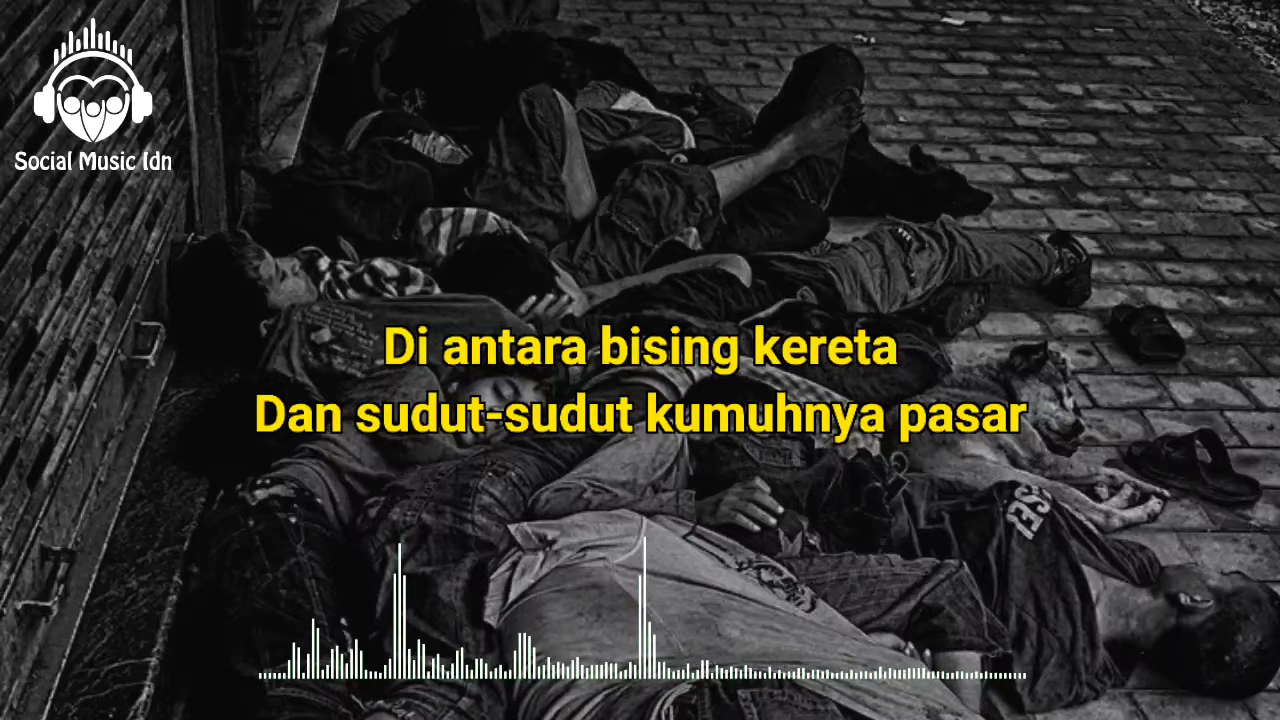 Social Music Idn
Di antara bising kereta
Dan sudut-sudut kumuhnya pasar